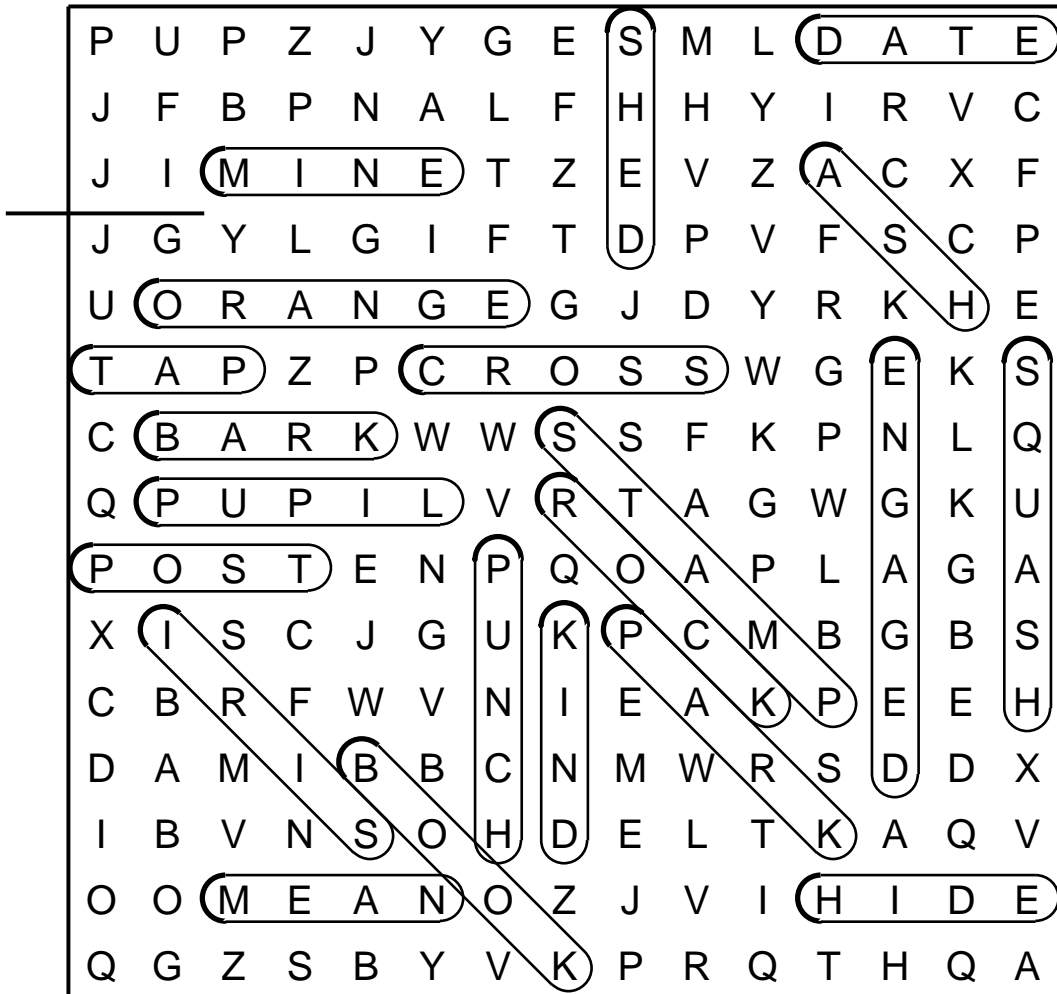 P U P Z J Y G E S M L D A T E
J F B P N A L F H H Y I R V C
J I M I N E T Z E V Z A C X F
J G Y L G I F T D P V F S C P
U O R A N G E G J D Y R K H E
T A P Z P C R O S S W G E K S
C B A R K W W S S F K P N L Q
Q P U P I L V R T A G W G K U
P O S T E N P Q O A P L A G A
X I S C J G U K P C M B G B S
C B R F W V N I E A K P E E H
D A M I B B C N M W R S D D X
I B V N S O H D E L T K A Q V
O O M E A N O Z J V I H I D E
Q G Z S B Y V K P R Q T H Q A